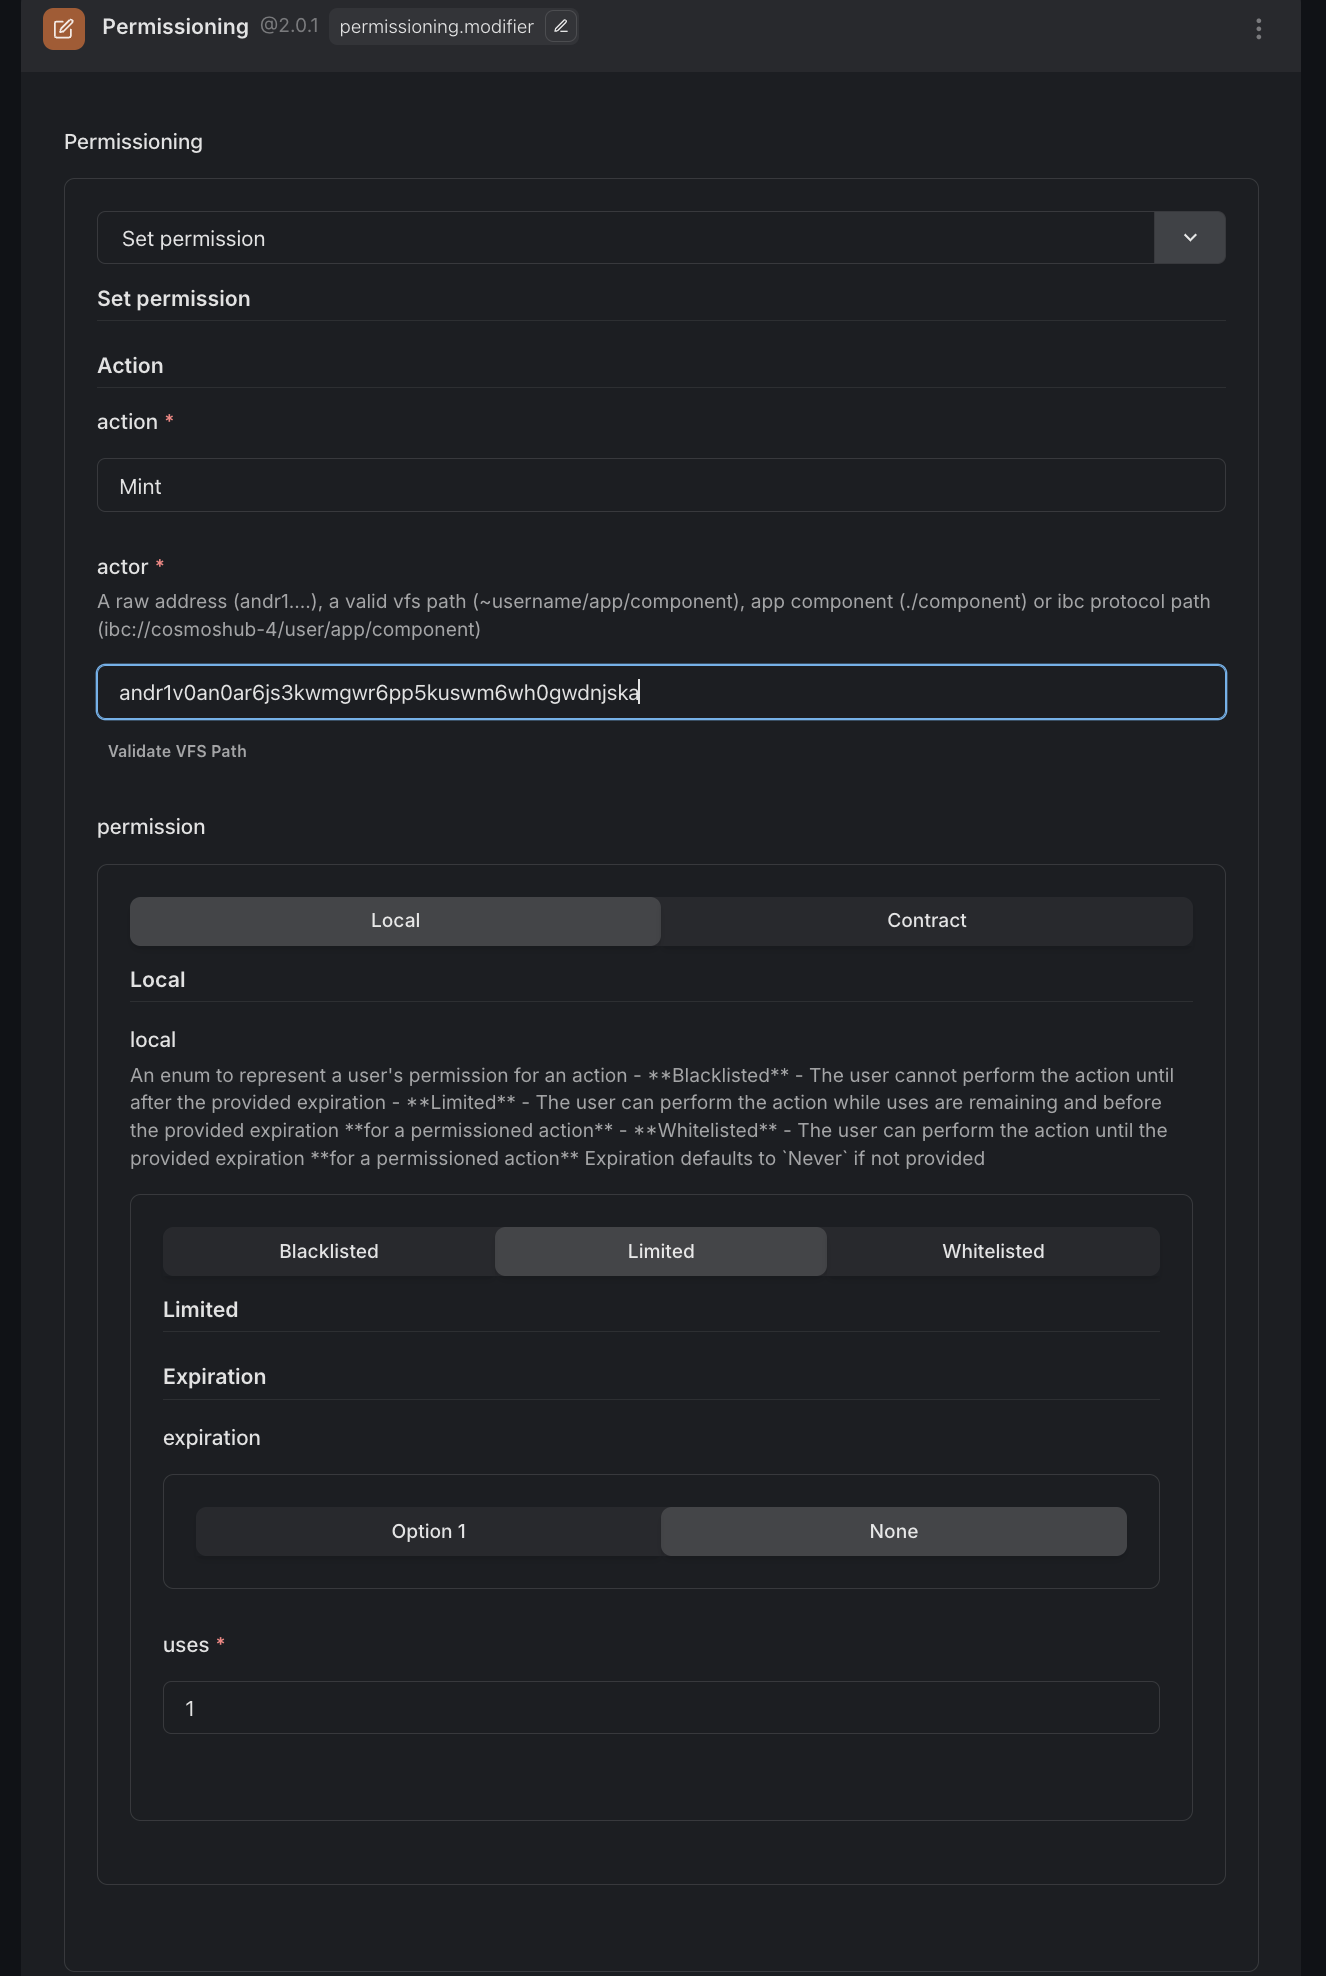 Permissioning @2.0.1 permissioning.modifier
Permissioning
Set permission
Set permission
Action
action *
Mint
actor *
A raw address (andr1....), a valid vfs path (~username/app/component), app component (./component) or ibc protocol path
(ibc://cosmoshub-4/user/app/component)
andr1v0an0ar6js3kwmgwr6pp5kuswm6wh0gwdnjska
Validate VFS Path
permission
Local Contract
Local
local
An enum to represent a user's permission for an action - **Blacklisted** - The user cannot perform the action until
after the provided expiration - **Limited** - The user can perform the action while uses are remaining and before
the provided expiration **for a permissioned action** - **Whitelisted** - The user can perform the action until the
provided expiration **for a permissioned action** Expiration defaults to `Never` if not provided
Blacklisted Limited Whitelisted
Limited
Expiration
expiration
Option 1 None
uses *
1